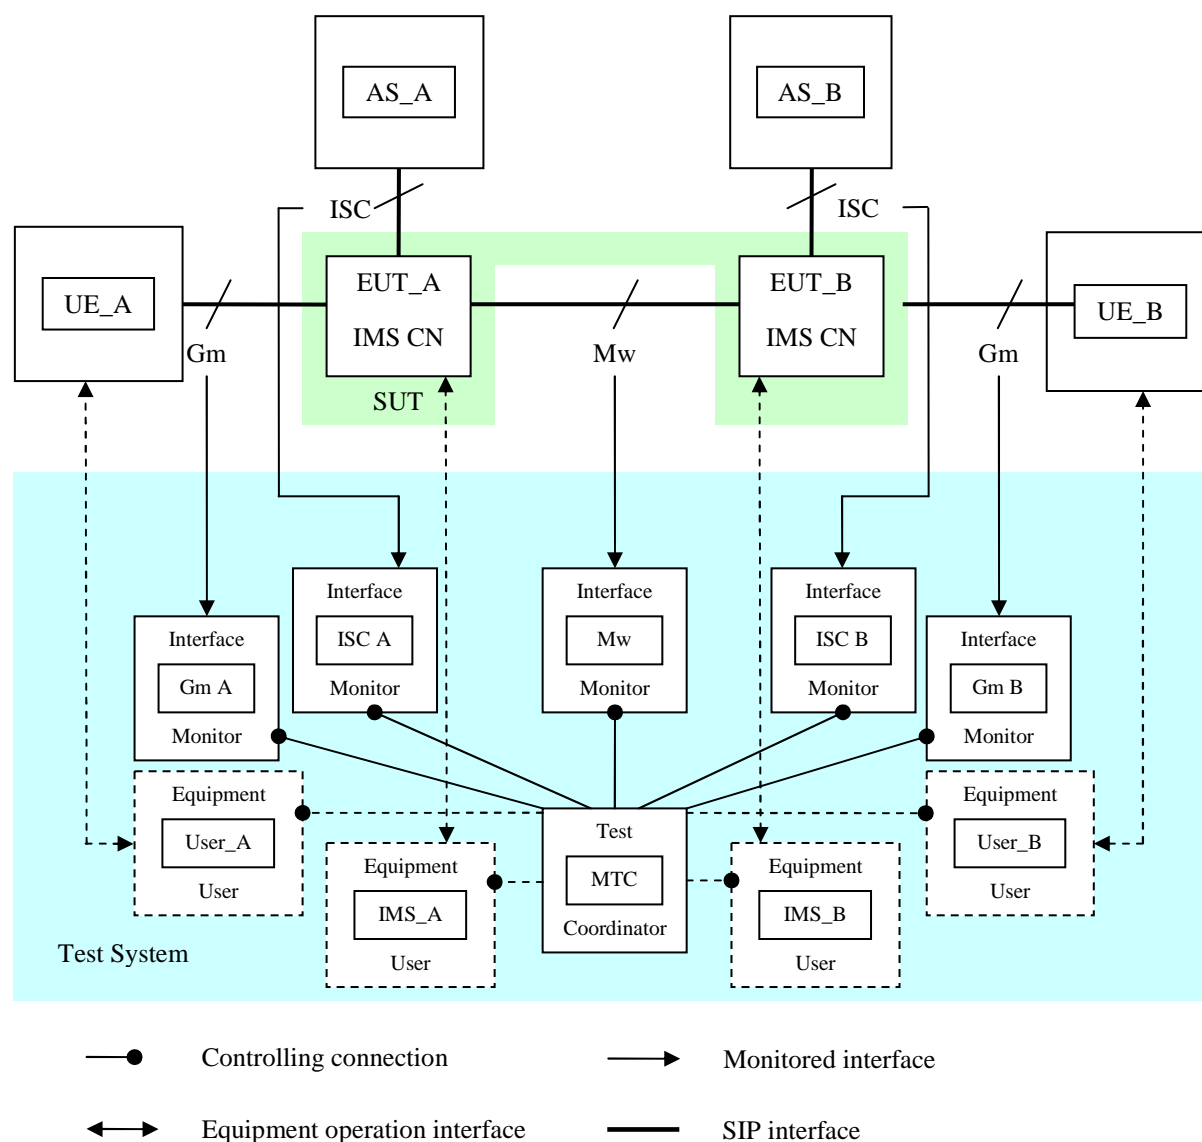 AS_A
AS_B
ISC
ISC
UE_A
EUT_A
IMS CN
EUT_B
IMS CN
UE_B
Gm
Mw
Gm
SUT
Interface
ISC A
Monitor
Interface
Mw
Monitor
Interface
ISC B
Monitor
Interface
Gm A
Monitor
Interface
Gm B
Monitor
Equipment
User_A
User
Equipment
IMS_A
User
Test
MTC
Coordinator
Equipment
IMS_B
User
Equipment
User_B
User
Test System
Controlling connection
Monitored interface
Equipment operation interface
SIP interface